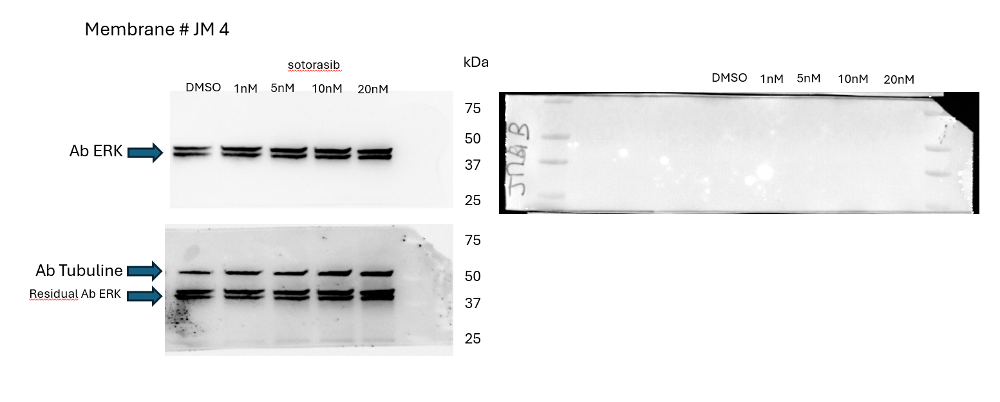 Membrane # JM 4
sotorasib
kDa
DMSO 1nM 5nM 10nM 20nM
75
50
Ab ERK
37
25
DMSO 1nM 5nM 10nM 20nM
75
Ab Tubuline
50
Residual Ab ERK
37
25